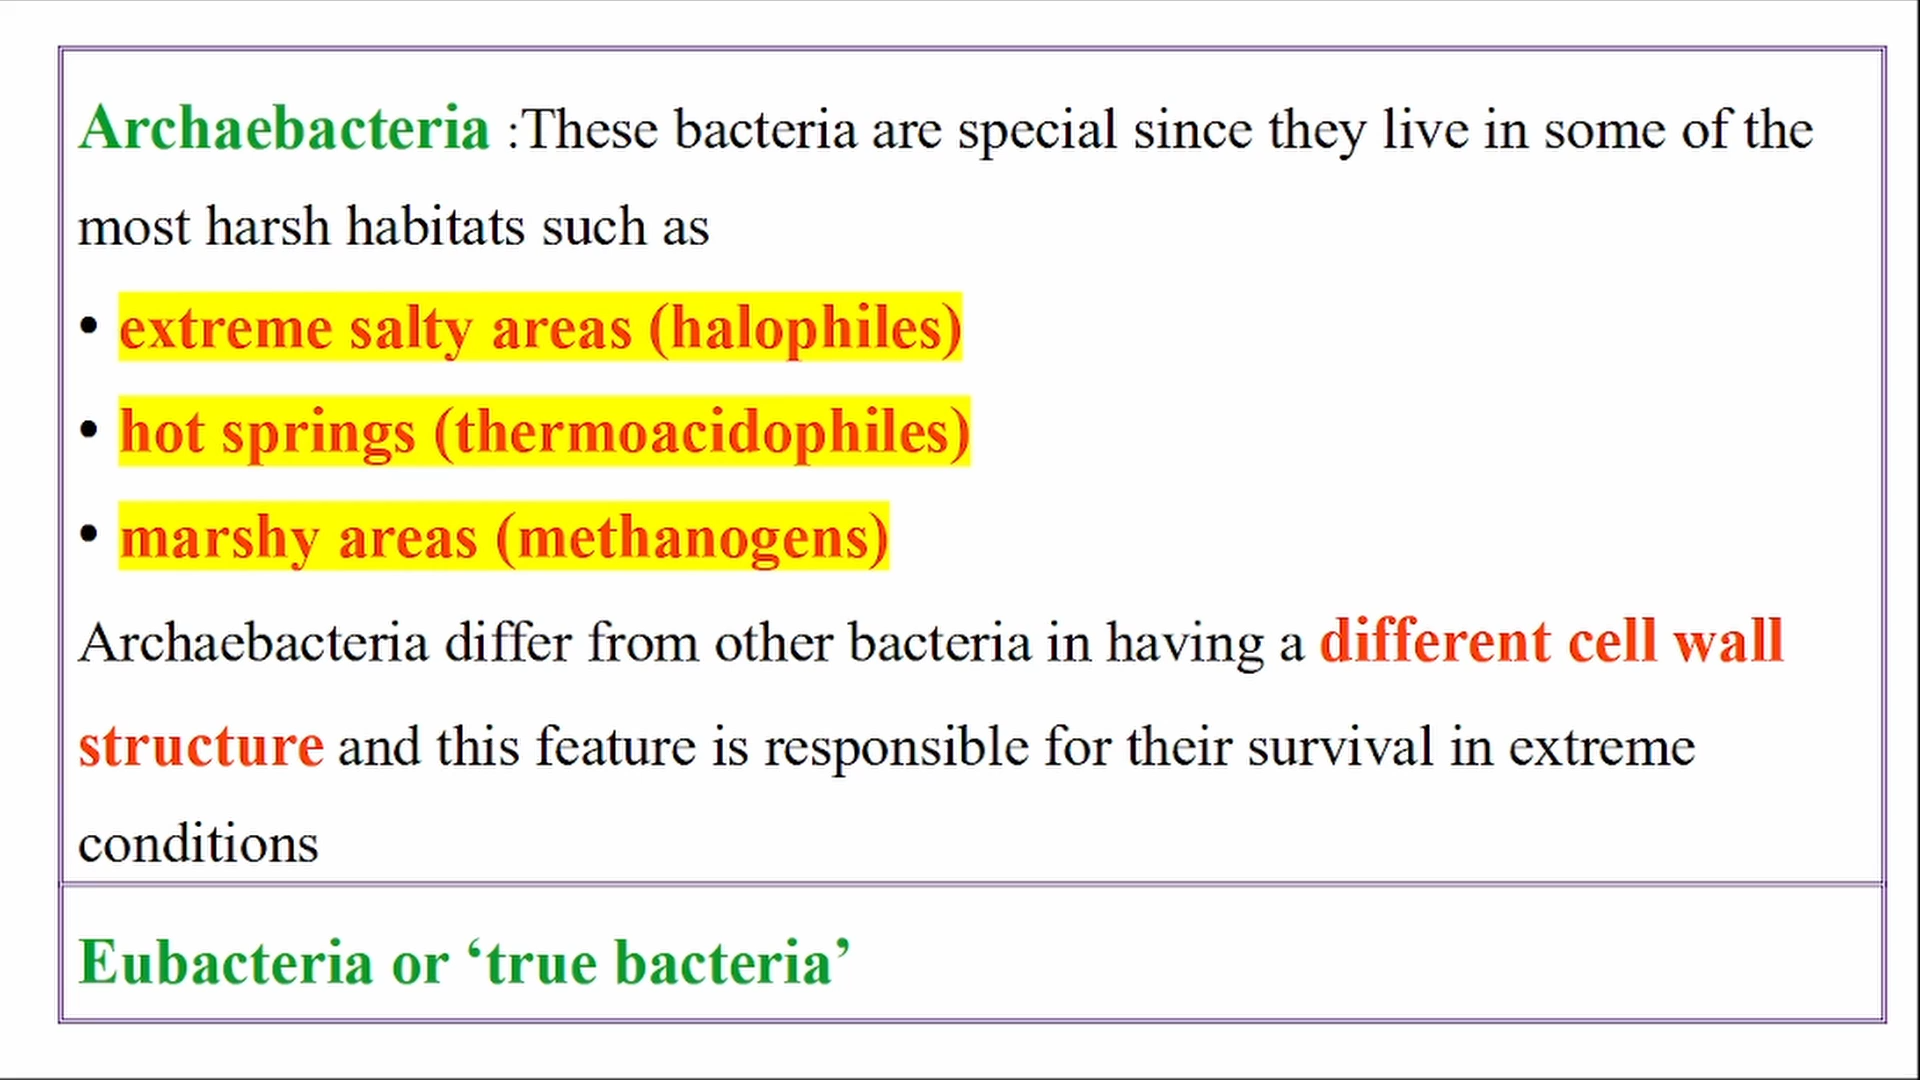 Archaebacteria :These bacteria are special since they live in some of the
most harsh habitats such as
• extreme salty areas (halophiles)
• hot springs (thermoacidophiles)
• marshy areas (methanogens)
Archaebacteria differ from other bacteria in having a different cell wall
structure and this feature is responsible for their survival in extreme
conditions
Eubacteria or ‘true bacteria’